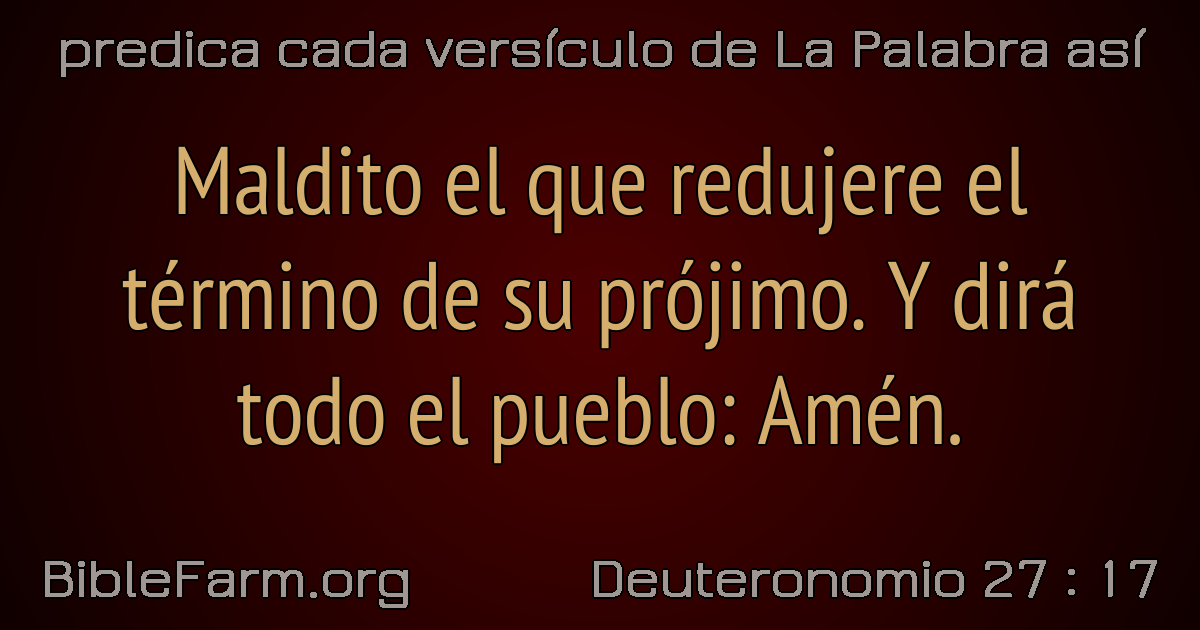 predica cada versículo de La Palabra así
Maldito el que redujere el
término de su prójimo. Y dirá
todo el pueblo: Amén.
BibleFarm.org
Deuteronomio 27 : 17